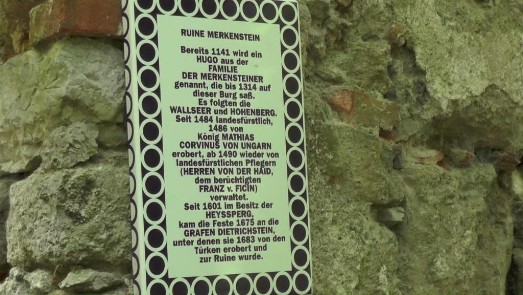 RUINE MERKENSTEIN
Bereits 1141 wird ein
HUGO aus der
FAMILIE
DER MERKENSTEINER
genannt, die bis 1314 auf
dieser Burg saß.
Es folgten die
WALLSEER und HOHENBERG.
Seit 1484 landesfürstlich,
1486 von
König MATHIAS
CORVINUS VON UNGARN
erobert, ab 1490 wieder von
landesfürstlichen Pflegern
(HERREN VON DER HAID,
dem berüchtigten
FRANZ v. FICIN)
verwaltet.
Seit 1601 im Besitz der
HEYSSPERG,
kam die Feste 1675 an die
GRAFEN DIETRICHSTEIN,
unter denen sie 1683 von den
Türken erobert und
zur Ruine wurde.